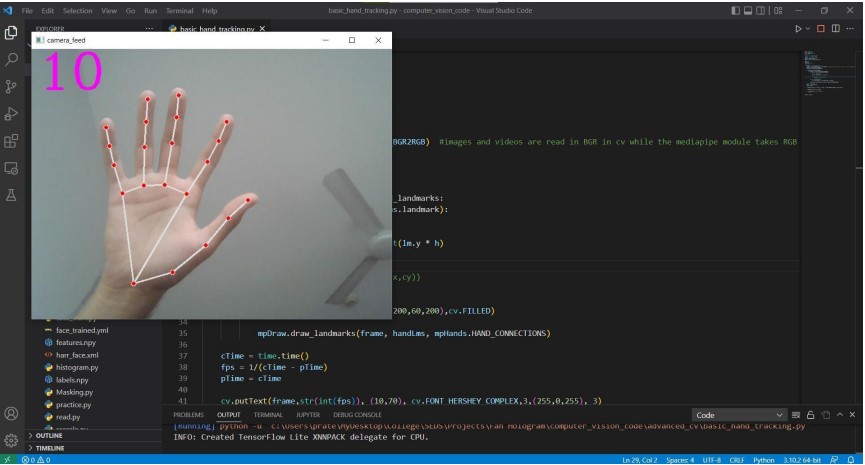 File Edit Selection View Go Run Terminal Help
basic_hand_tracking.py - computer_vision_code - Visual Studio Code
EXPLORER
basic_hand_tracking.py
camera_feed
10
BGR2RGB) #images and videos are read in BGR in cv while the mediapipe module takes RGB
_landmarks:
s.landmark):
t(lm.y * h)
x,cy))
200,60,200),cv.FILLED)
34
face_trained.yml
35 mpDraw.draw_landmarks(frame, handLms, mpHands.HAND_CONNECTIONS)
features.npy
36
harr_face.xml
37 cTime = time.time()
histogram.py
38 fps = 1/(cTime - pTime)
labels.npy
39 pTime = cTime
Masking.py
40
practice.py
41 cv.putText(frame,str(int(fps)), (10,70), cv.FONT_HERSHEY_COMPLEX,3,(255,0,255), 3)
read.py
PROBLEMS OUTPUT TERMINAL JUPYTER DEBUG CONSOLE
Code
[Running] python -u "c:\Users\prate\MyDesktop\College\SEDS\Projects\Fan Hologram\computer_vision_code\advanced_cv\basic_hand_tracking.py
OUTLINE
INFO: Created TensorFlow Lite XNNPACK delegate for CPU.
TIMELINE
0 0
Ln 29, Col 2 Spaces: 4 UTF-8 CRLF Python 3.10.2 64-bit